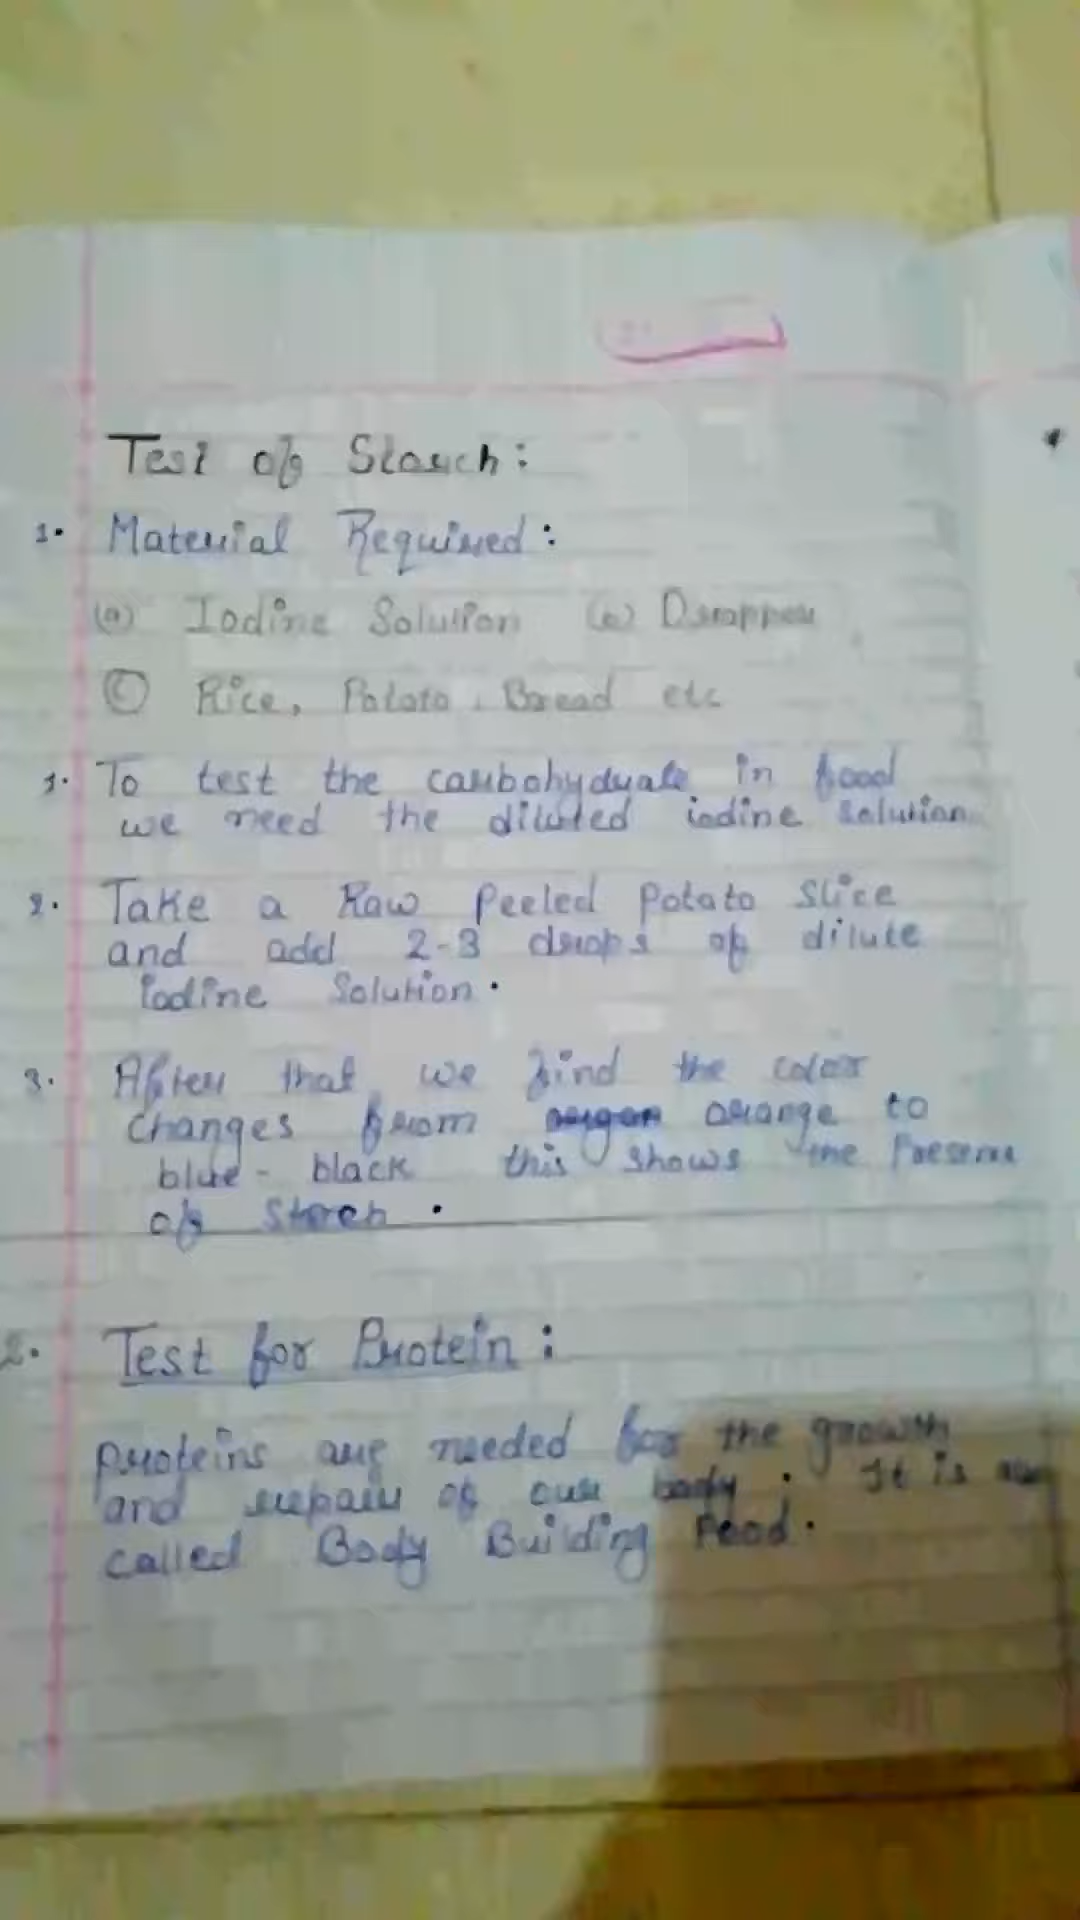 Test of Starch:
1. Material Required:
(a) Iodine Solution (b) Dropper
(c) Rice, Potato, Bread etc
1. To test the carbohydrate in food
we need the diluted iodine solution
2. Take a Raw peeled potato slice
and add 2-3 drops of dilute
iodine Solution.
3. After that we find the color
changes from orange to
blue-black this shows the
of Starch.
2. Test for Protein:
proteins are needed for the growth
and repair of our body. It is
called Body Building Food.